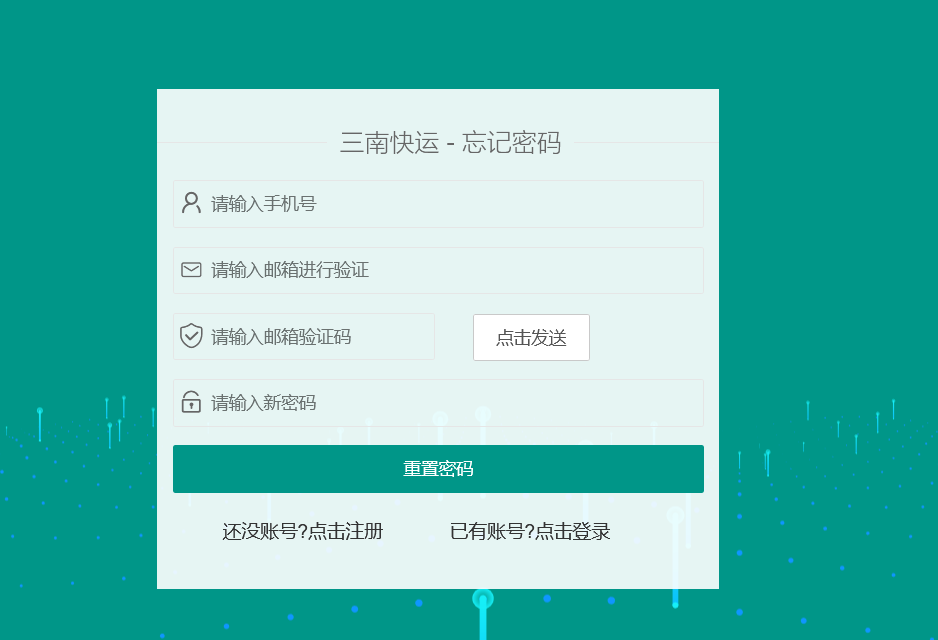 三南快运 - 忘记密码
请输入手机号
请输入邮箱进行验证
请输入邮箱验证码
点击发送
请输入新密码
重置密码
还没账号?点击注册 已有账号?点击登录